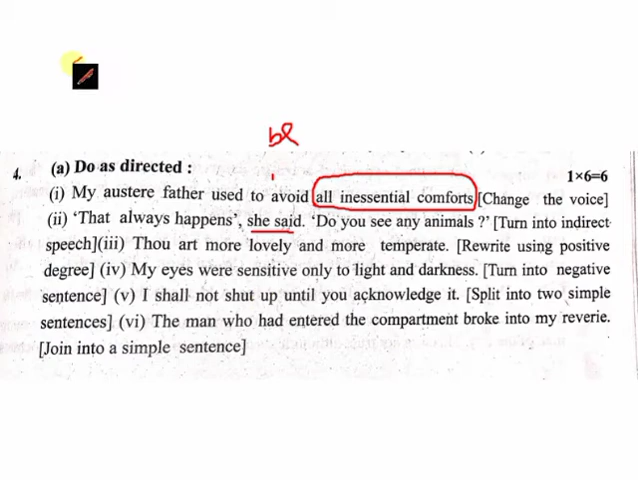 be
4. (a) Do as directed : 1×6=6
(i) My austere father used to avoid all inessential comforts [Change the voice]
(ii) ‘That always happens’, she said. ‘Do you see any animals ?’ [Turn into indirect
speech](iii) Thou art more lovely and more temperate. [Rewrite using positive
degree] (iv) My eyes were sensitive only to light and darkness. [Turn into negative
sentence] (v) I shall not shut up until you acknowledge it. [Split into two simple
sentences] (vi) The man who had entered the compartment broke into my reverie.
[Join into a simple sentence]